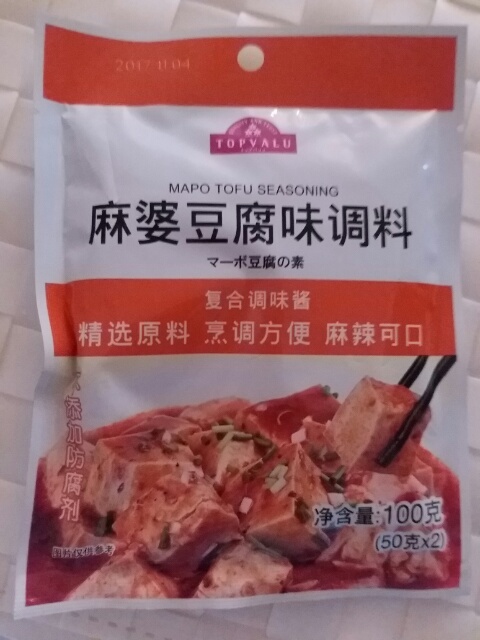 2017 11 04
TOPVALU
MAPO TOFU SEASONING
麻婆豆腐味调料
マーボ豆腐の素
复合调味酱
精选原料 烹调方便 麻辣可口
不添加防腐剂
净含量:100克
(50克x2)
图片仅供参考